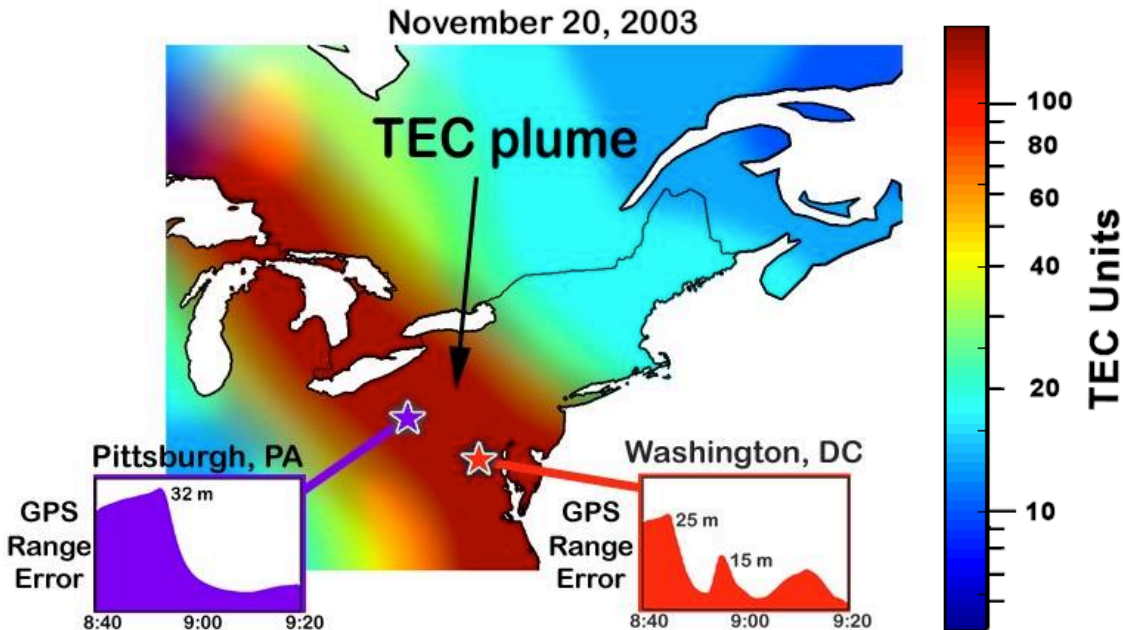 November 20, 2003
TEC plume
Pittsburgh, PA
GPS
Range
Error
32 m
8:40 9:00 9:20
Washington, DC
GPS
Range
Error
25 m
15 m
8:40 9:00 9:20
100
80
60
40
20
10
TEC Units